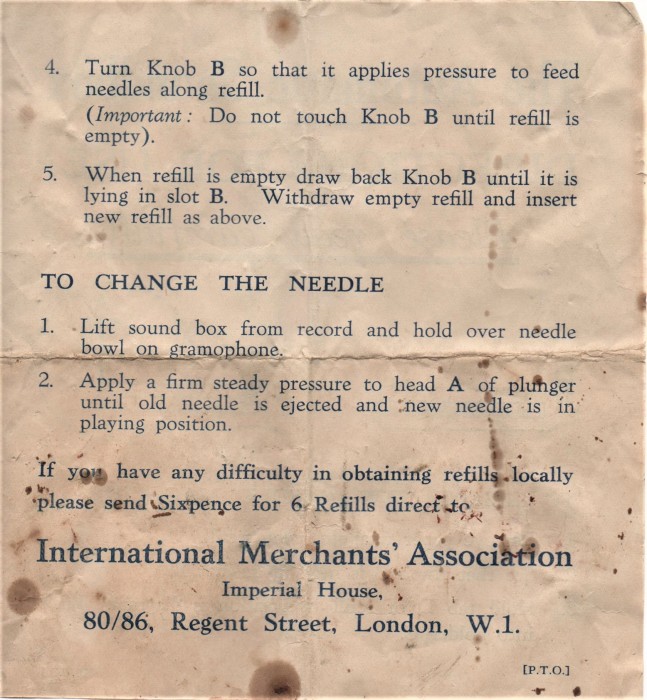 4. Turn Knob B so that it applies pressure to feed
needles along refill.
(Important: Do not touch Knob B until refill is
empty).
5. When refill is empty draw back Knob B until it is
lying in slot B. Withdraw empty refill and insert
new refill as above.
TO CHANGE THE NEEDLE
1. Lift sound box from record and hold over needle
bowl on gramophone.
2. Apply a firm steady pressure to head A of plunger
until old needle is ejected and new needle is in
playing position.
If you have any difficulty in obtaining refills locally
please send Sixpence for 6 Refills direct to
International Merchants' Association
Imperial House,
80/86, Regent Street, London, W.1.
[P.T.O.]